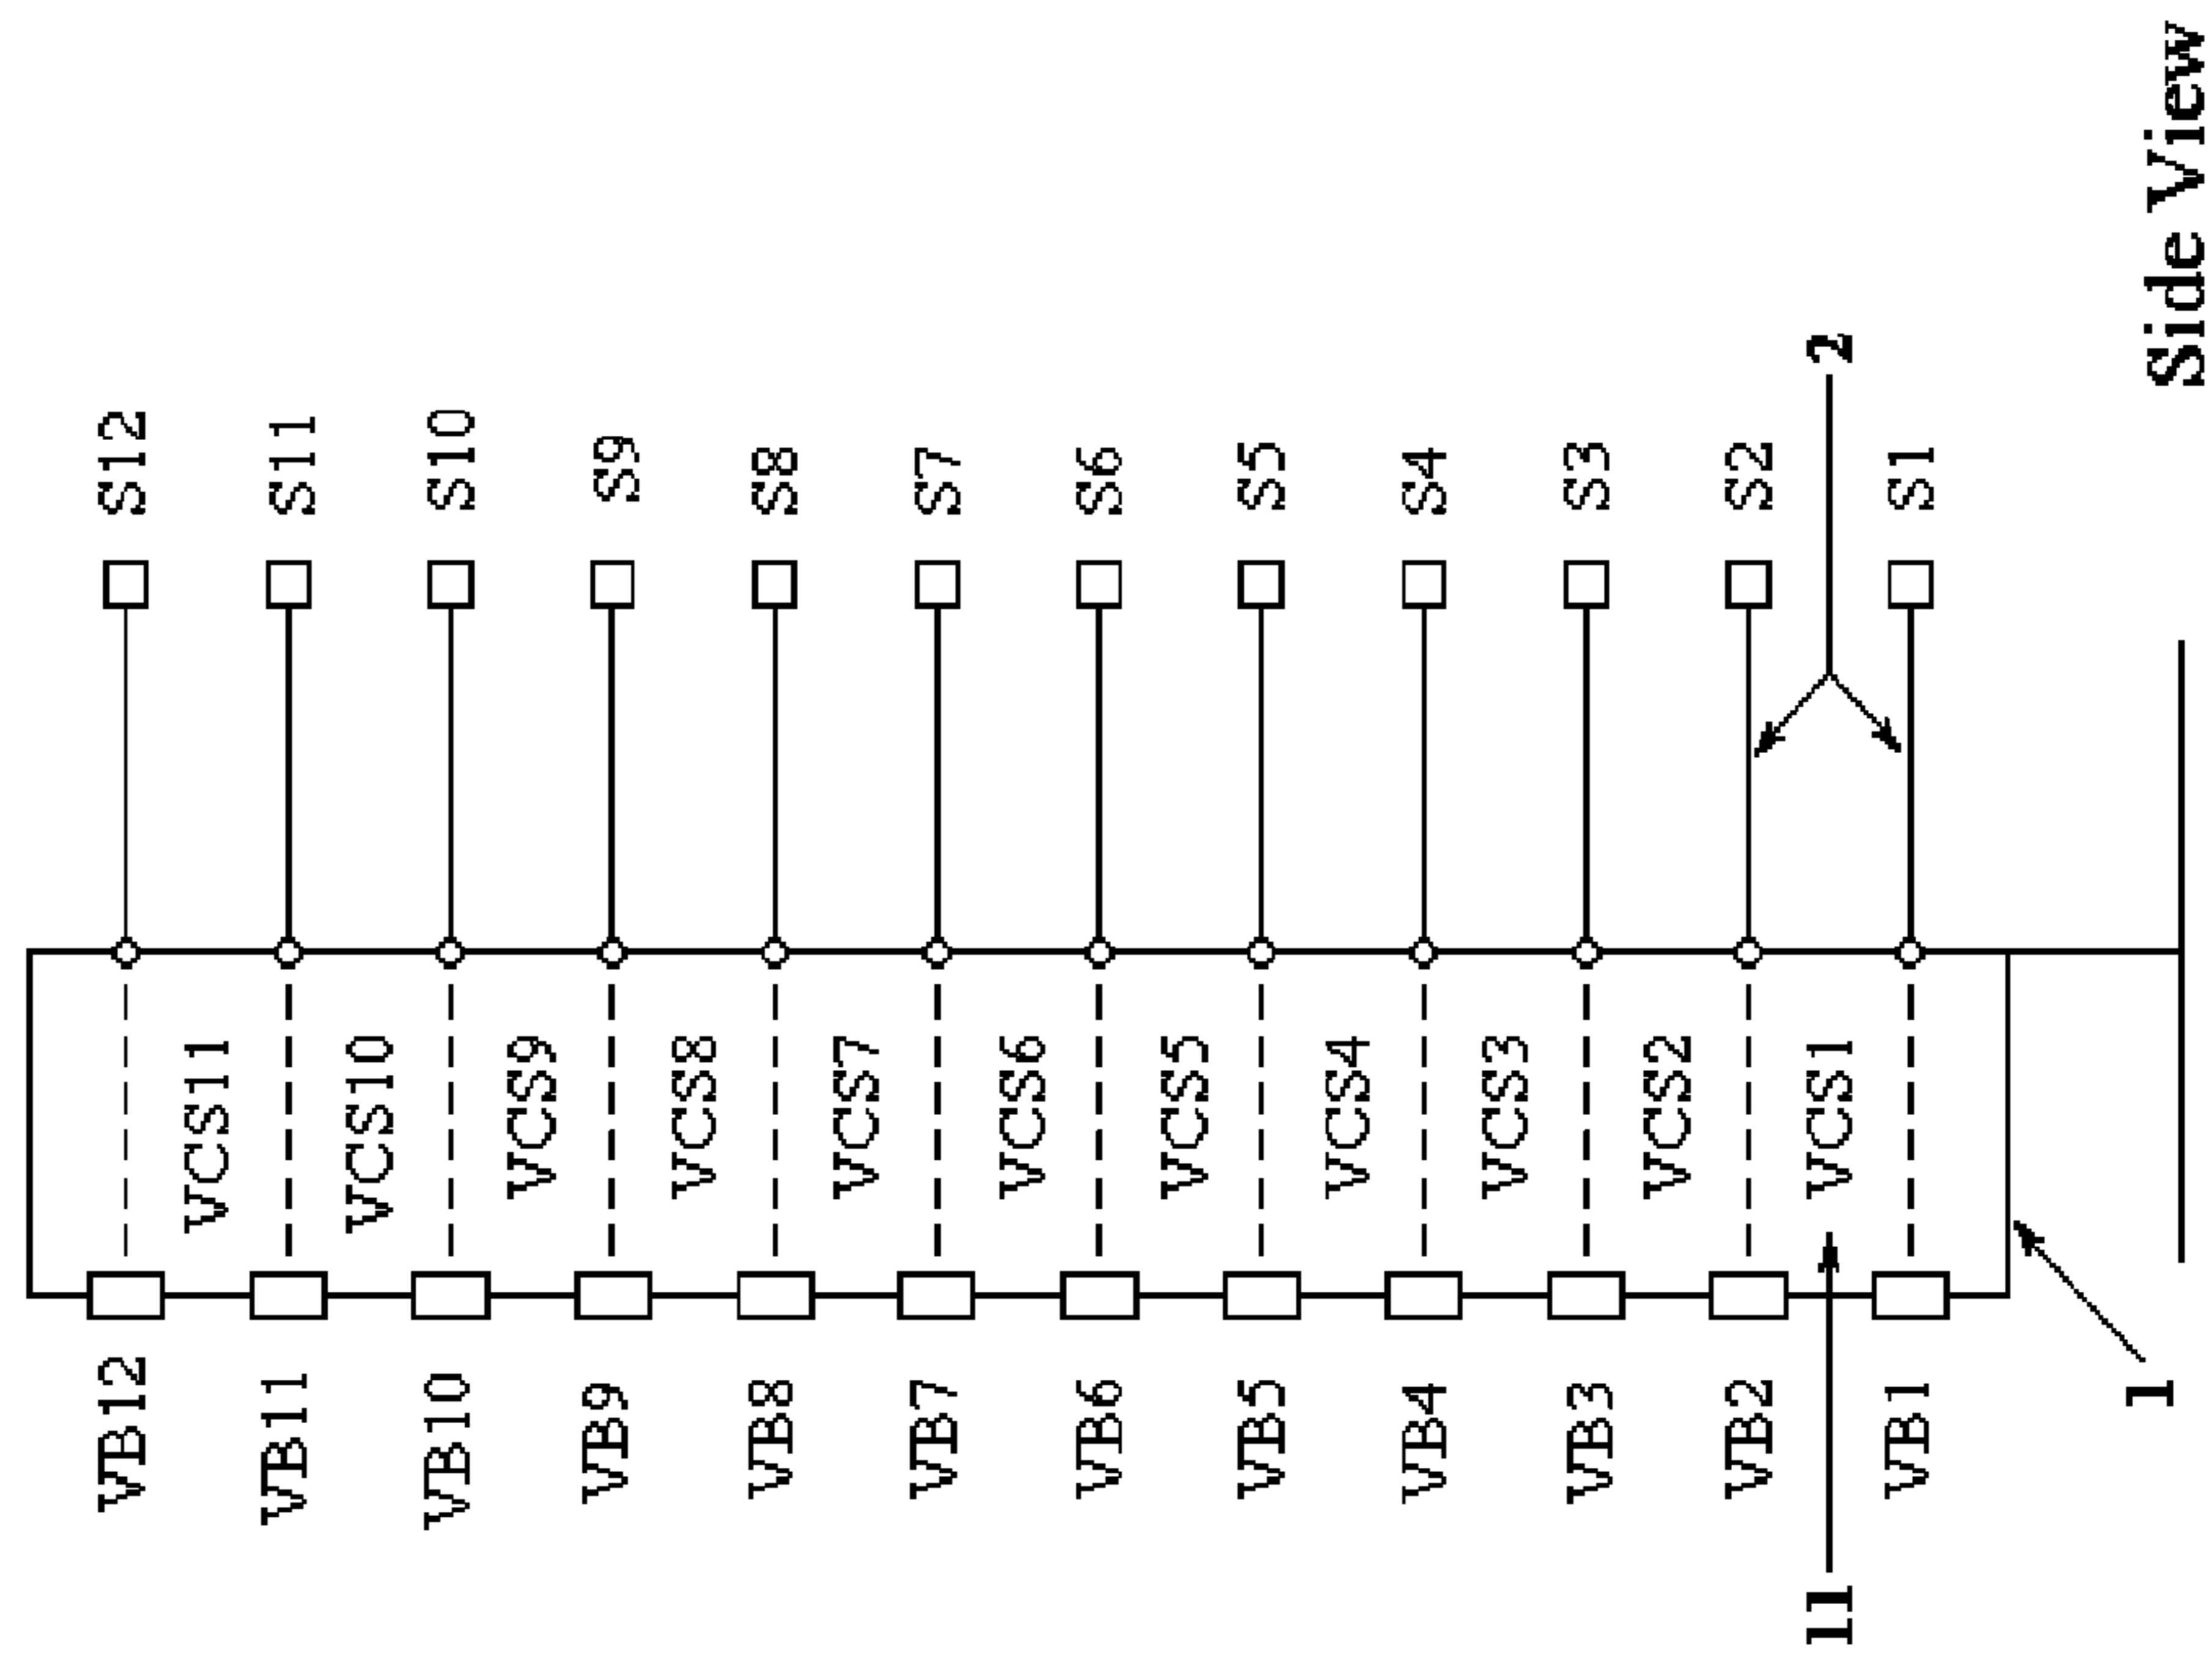 S12
S11
S10
S9
S8
S7
S6
S5
S4
S3
S2
S1
2
VCS11
VCS10
VCS9
VCS8
VCS7
VCS6
VCS5
VCS4
VCS3
VCS2
VCS1
VB12
VB11
VB10
VB9
VB8
VB7
VB6
VB5
VB4
VB3
VB2
VB1
11
1
Side View